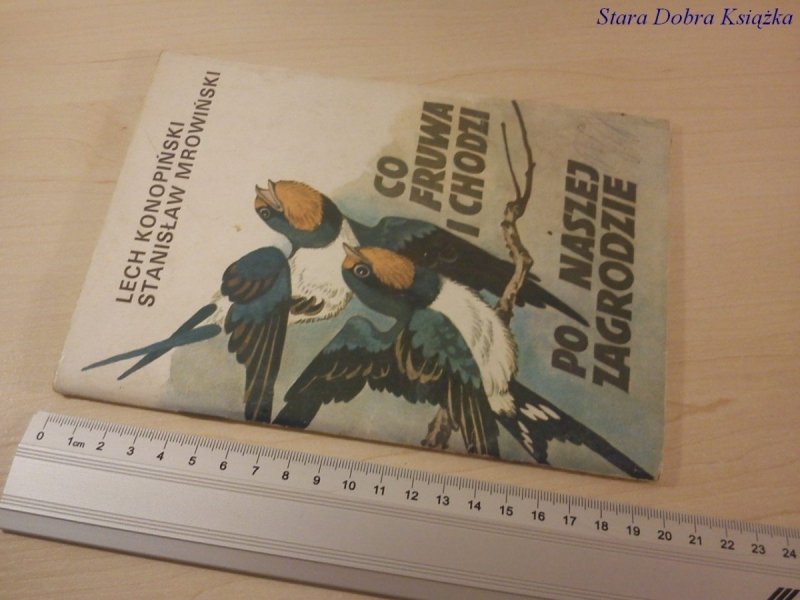 Stara Dobra Książka
LECH KONOPIŃSKI
STANISŁAW MROWIŃSKI
CO
FRUWA
I CHODZI
PO NASZEJ
ZAGRODZIE
0 1cm 2 3 4 5 6 7 8 9 10 11 12 13 14 15 16 17 18 19 20 21 22 23 24